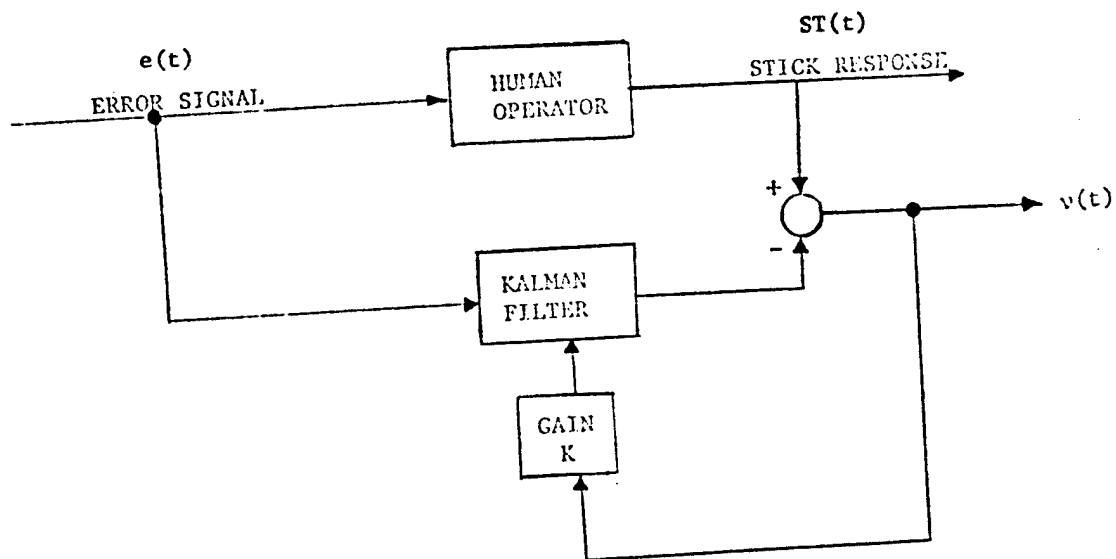 ST(t)
e(t)
STICK RESPONSE
HUMAN
OPERATOR
ERROR SIGNAL
+
ν(t)
-
KALMAN
FILTER
GAIN
K